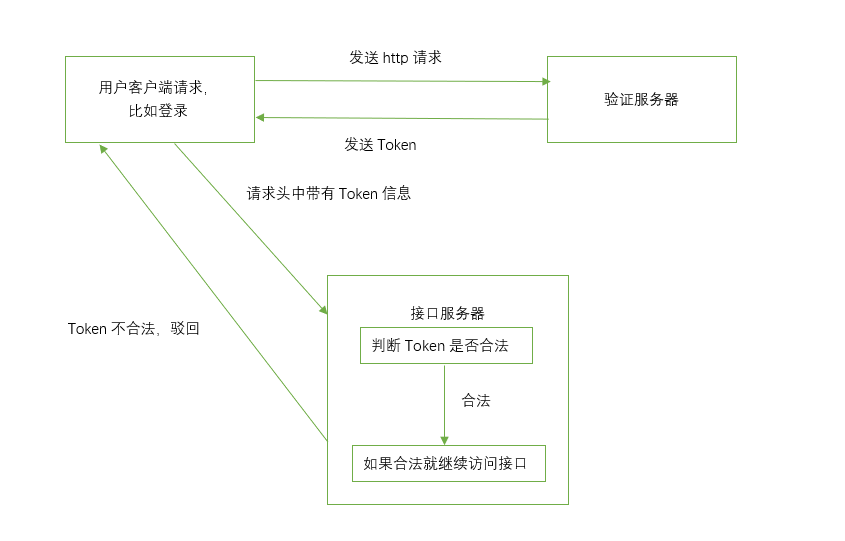 发送 http 请求
用户客户端请求，
比如登录
验证服务器
发送 Token
请求头中带有 Token 信息
接口服务器
Token 不合法，驳回
判断 Token 是否合法
合法
如果合法就继续访问接口